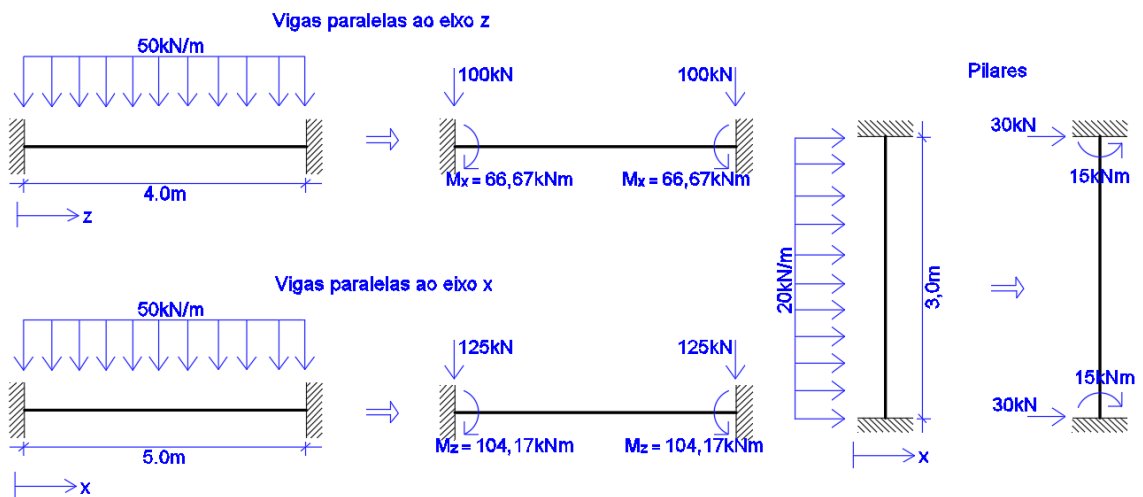 Vigas paralelas ao eixo z
50kN/m
4.0m
z
100kN
100kN
Mx = 66,67kNm
Mx = 66,67kNm
Vigas paralelas ao eixo x
50kN/m
5.0m
x
125kN
125kN
Mz = 104,17kNm
Mz = 104,17kNm
Pilares
20kN/m
3,0m
x
30kN
15kNm
15kNm
30kN